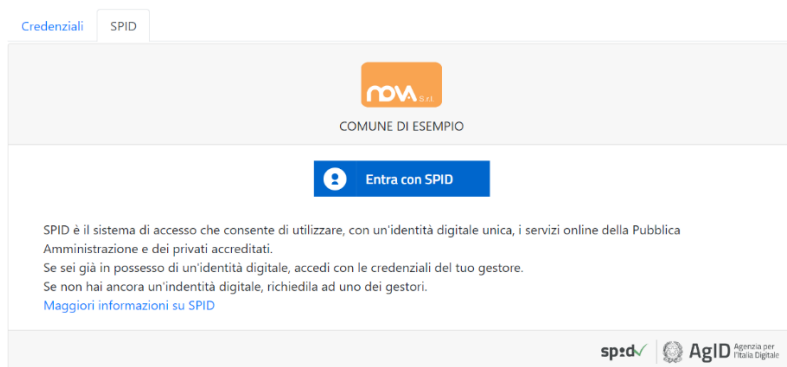 Credenziali SPID
nova S.r.l.
COMUNE DI ESEMPIO
Entra con SPID
SPID è il sistema di accesso che consente di utilizzare, con un'identità digitale unica, i servizi online della Pubblica
Amministrazione e dei privati accreditati.
Se sei già in possesso di un'identità digitale, accedi con le credenziali del tuo gestore.
Se non hai ancora un'indentità digitale, richiedila ad uno dei gestori.
Maggiori informazioni su SPID
spid AgID Agenzia per
l'Italia Digitale